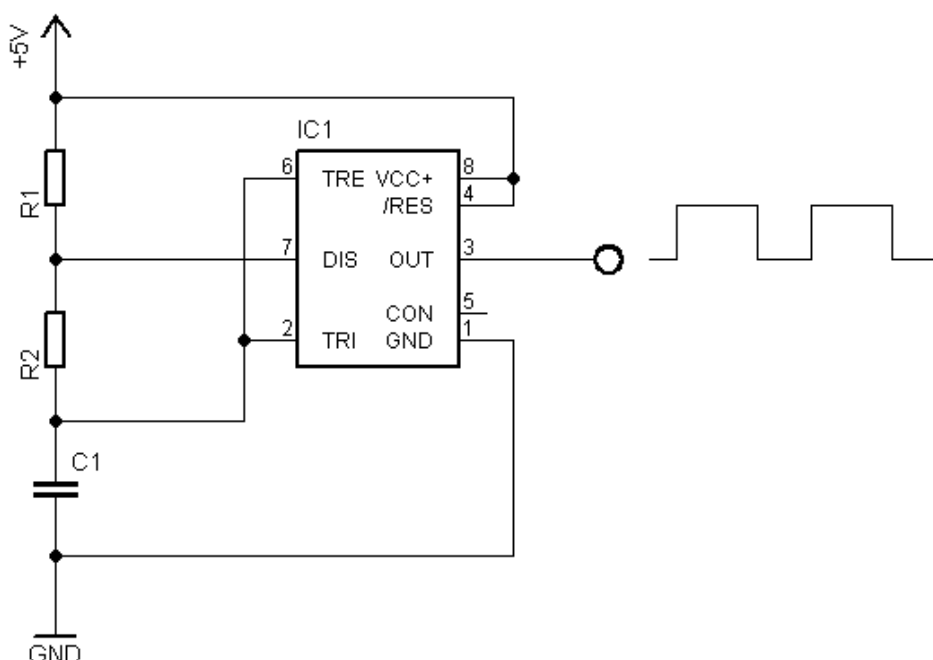 +5V
IC1
6 TRE VCC+ 8
/RES 4
R1
7 DIS OUT 3
CON 5
2 TRI GND 1
R2
C1
GND